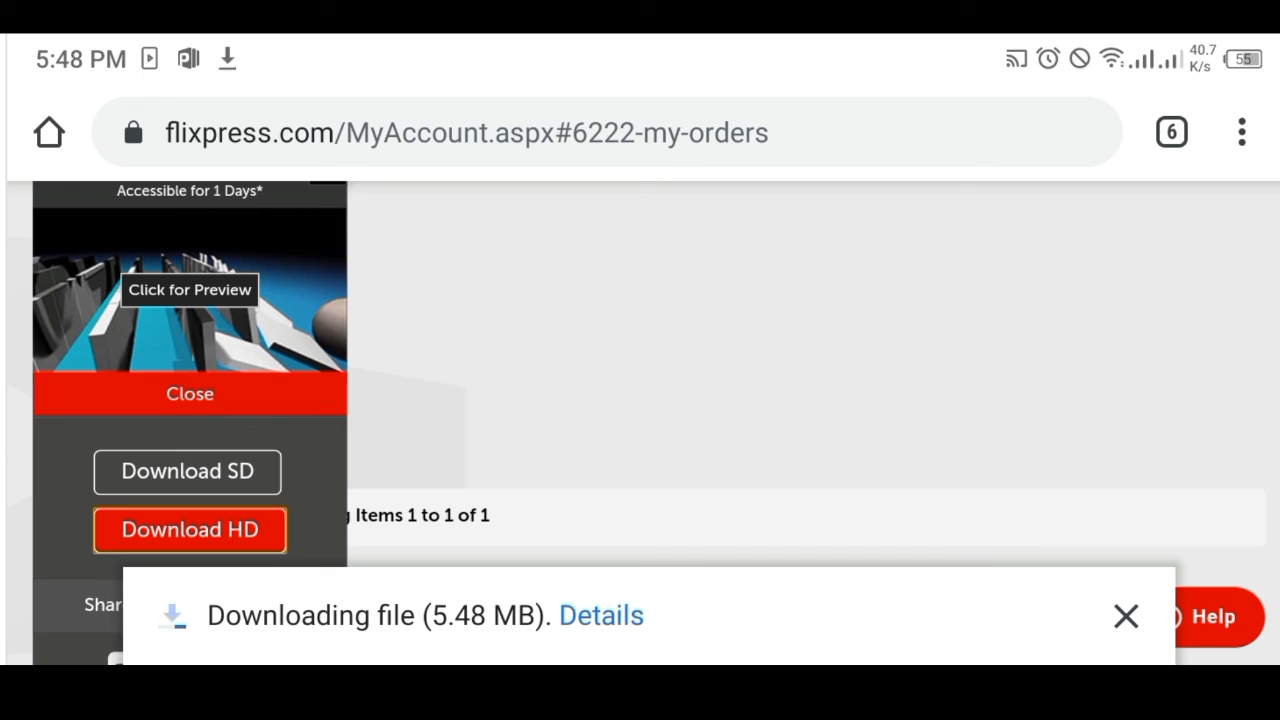 5:48 PM
40.7
K/s
55
flixpress.com/MyAccount.aspx#6222-my-orders
6
Accessible for 1 Days*
Click for Preview
Close
Download SD
Download HD
Items 1 to 1 of 1
Shar
Downloading file (5.48 MB). Details
Help